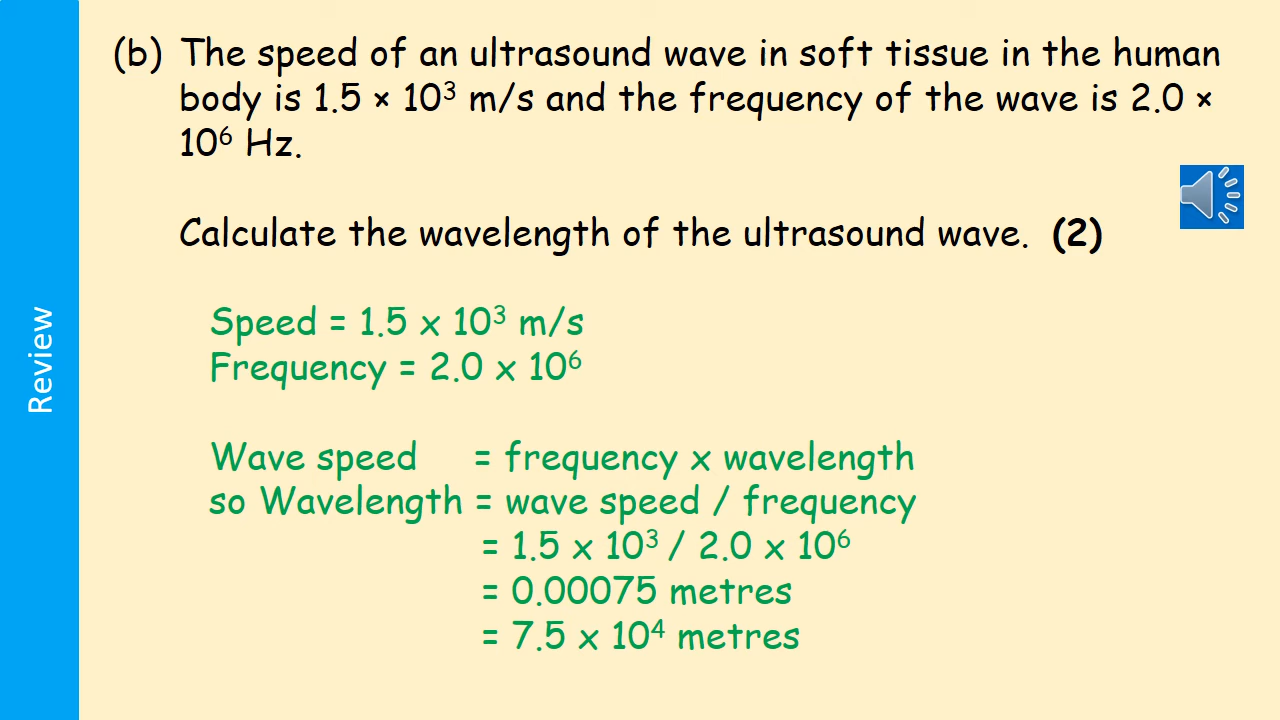 (b) The speed of an ultrasound wave in soft tissue in the human
body is 1.5 × 10³ m/s and the frequency of the wave is 2.0 ×
10⁶ Hz.
Calculate the wavelength of the ultrasound wave. (2)
Speed = 1.5 x 10³ m/s
Frequency = 2.0 x 10⁶
Wave speed = frequency x wavelength
so Wavelength = wave speed / frequency
= 1.5 x 10³ / 2.0 x 10⁶
= 0.00075 metres
= 7.5 x 10⁴ metres
Review